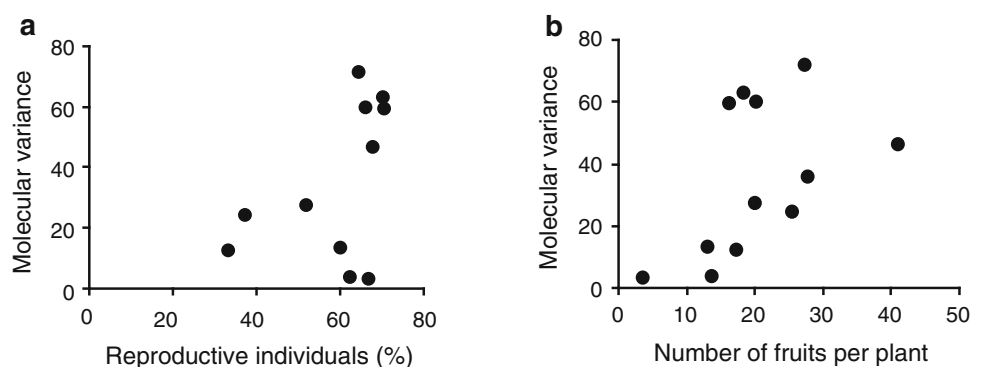 a
80
60
40
20
0
Molecular variance
0 20 40 60 80
Reproductive individuals (%)
b
80
60
40
20
0
Molecular variance
0 10 20 30 40 50
Number of fruits per plant